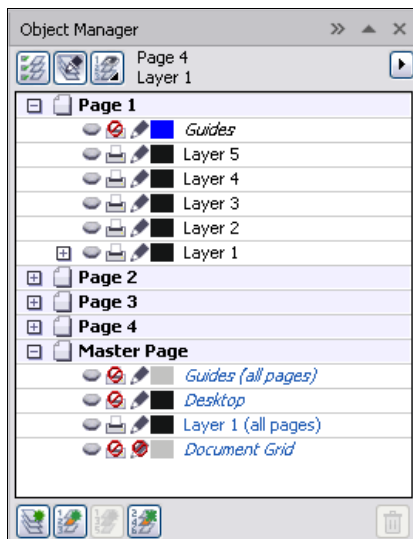 Object Manager
Page 4
Layer 1
Page 1
Guides
Layer 5
Layer 4
Layer 3
Layer 2
Layer 1
Page 2
Page 3
Page 4
Master Page
Guides (all pages)
Desktop
Layer 1 (all pages)
Document Grid